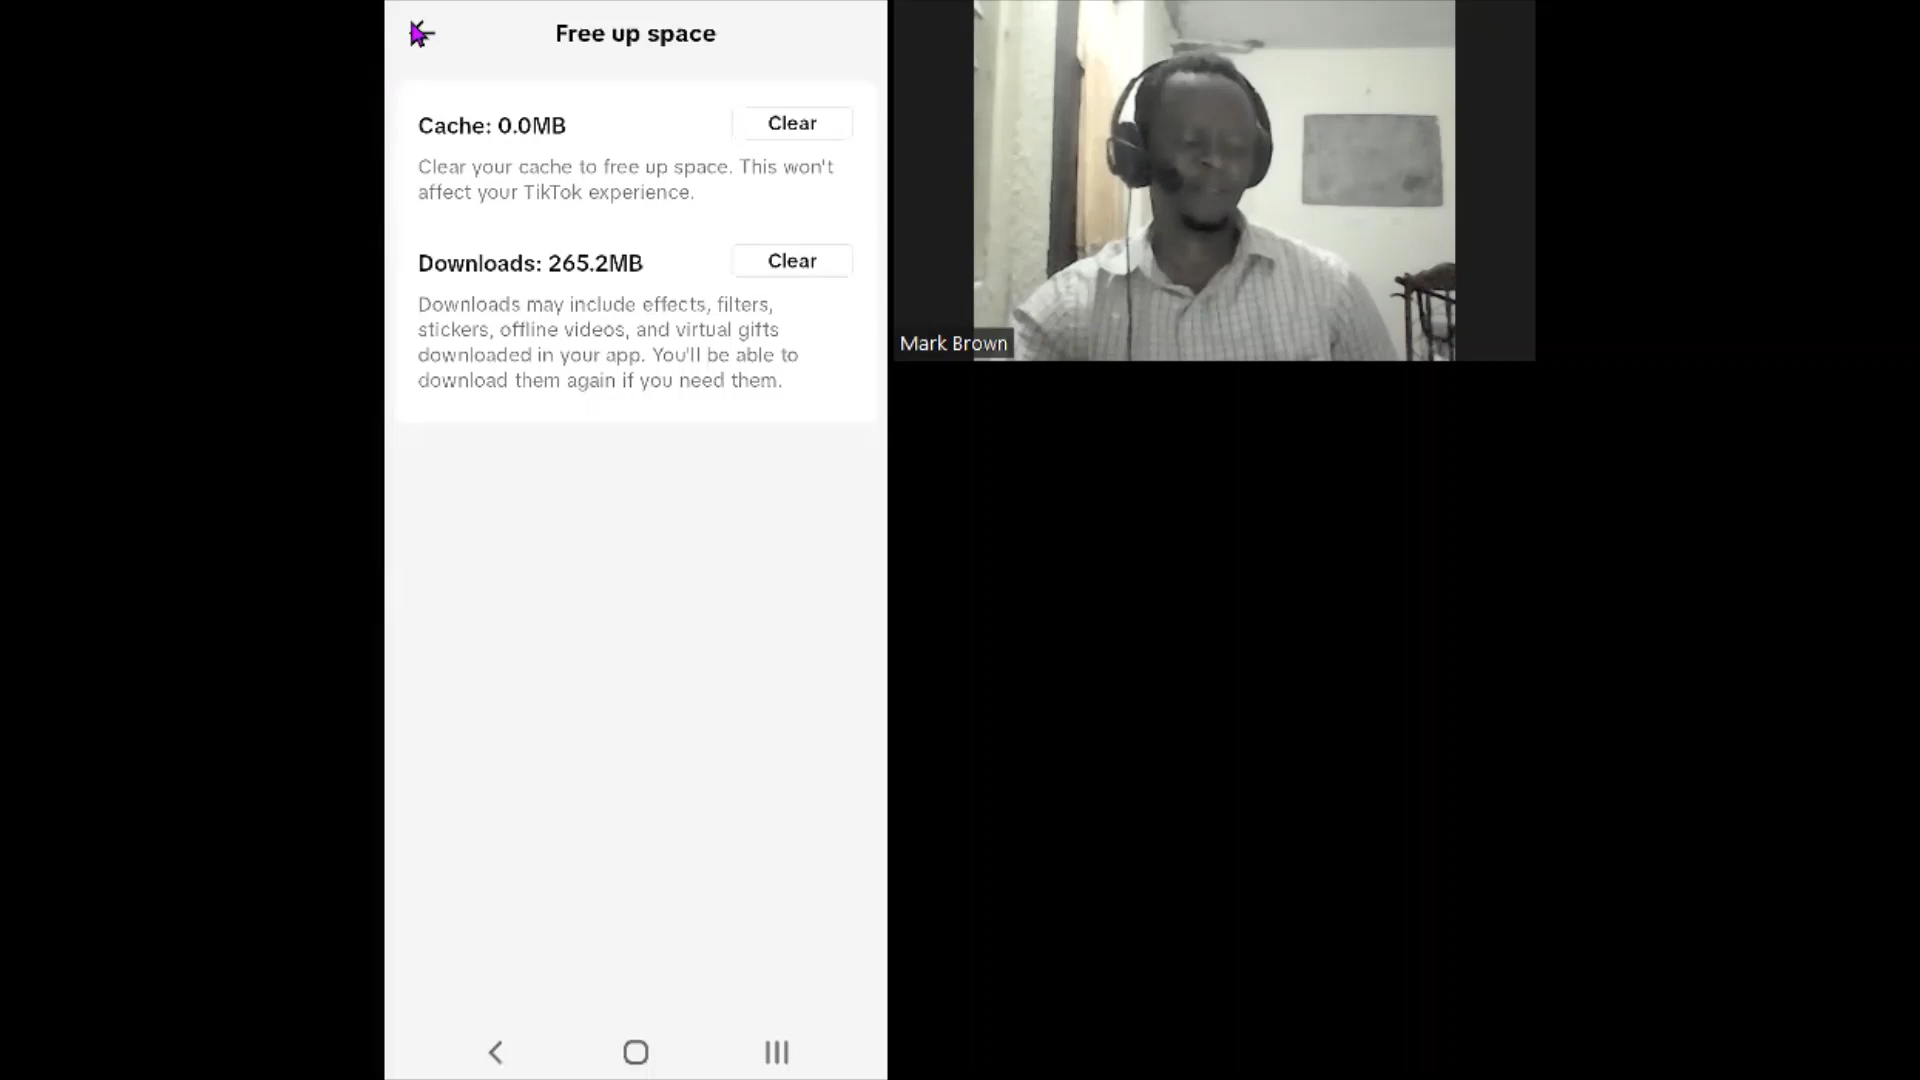 Free up space
Cache: 0.0MB
Clear
Clear your cache to free up space. This won't
affect your TikTok experience.
Downloads: 265.2MB
Clear
Downloads may include effects, filters,
stickers, offline videos, and virtual gifts
downloaded in your app. You'll be able to
download them again if you need them.
Mark Brown